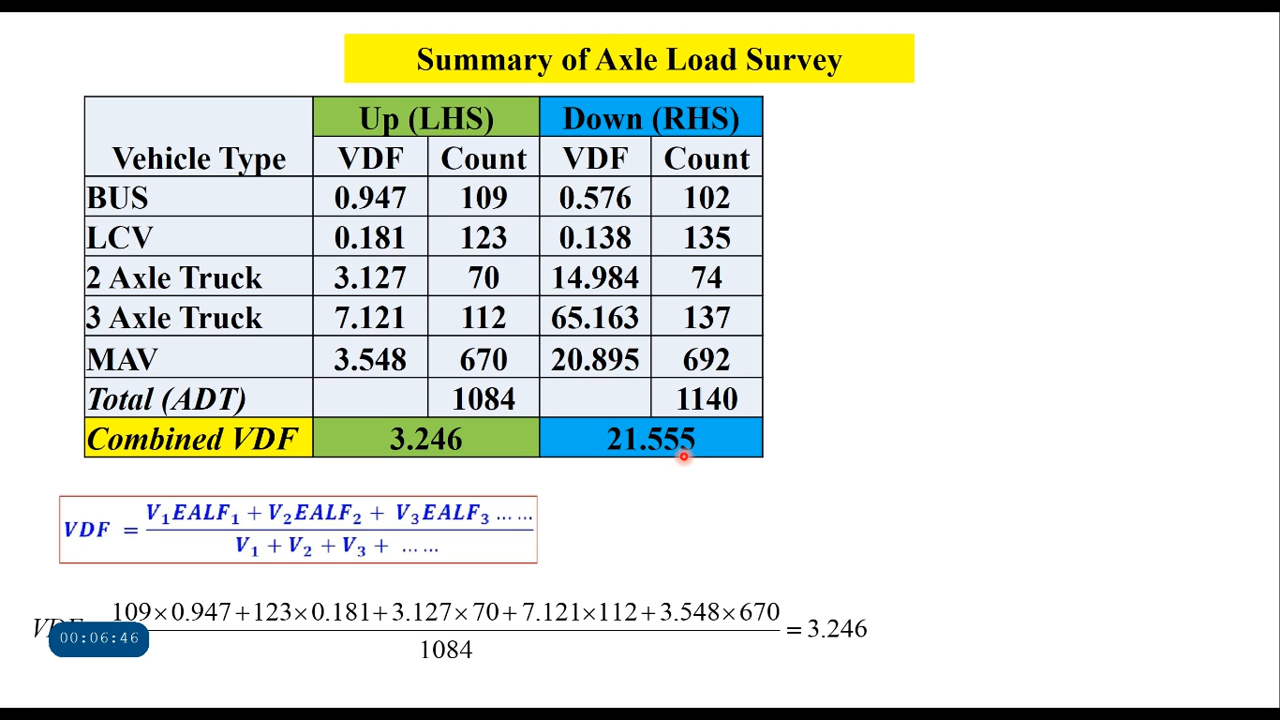 Summary of Axle Load Survey
Vehicle Type Up (LHS) Down (RHS)
VDF Count VDF Count
BUS 0.947 109 0.576 102
LCV 0.181 123 0.138 135
2 Axle Truck 3.127 70 14.984 74
3 Axle Truck 7.121 112 65.163 137
MAV 3.548 670 20.895 692
Total (ADT) 1084 1140
Combined VDF 3.246 21.555
VDF = (V₁EALF₁ + V₂EALF₂ + V₃EALF₃ ... ...) / (V₁ + V₂ + V₃ + ... ...)
109×0.947+123×0.181+3.127×70+7.121×112+3.548×670
= 3.246
1084
00:06:46